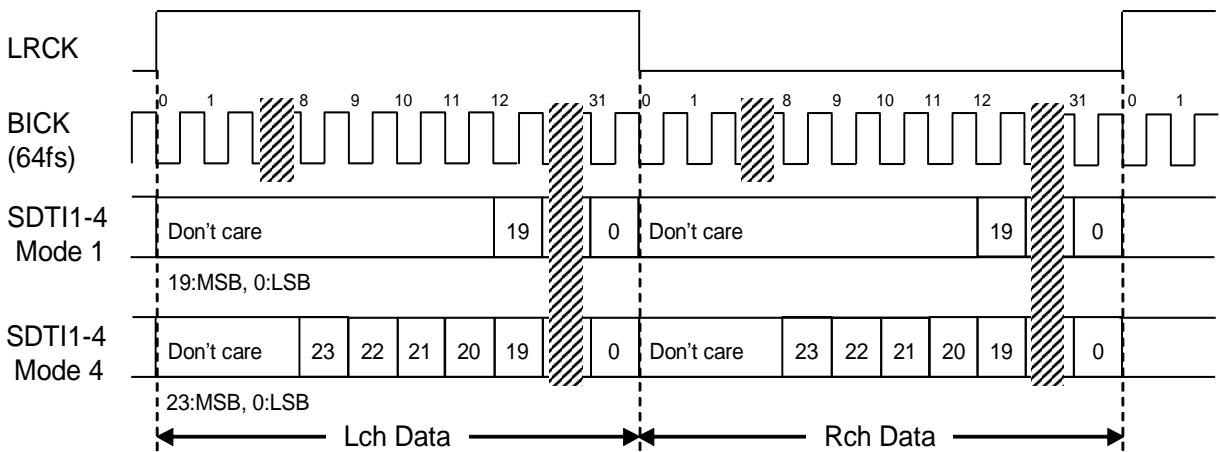 LRCK
0 1 8 9 10 11 12 31 0 1 8 9 10 11 12 31 0 1
BICK
(64fs)
SDTI1-4
Mode 1
Don't care 19 0 Don't care 19 0
19:MSB, 0:LSB
SDTI1-4
Mode 4
Don't care 23 22 21 20 19 0 Don't care 23 22 21 20 19 0
23:MSB, 0:LSB
Lch Data Rch Data